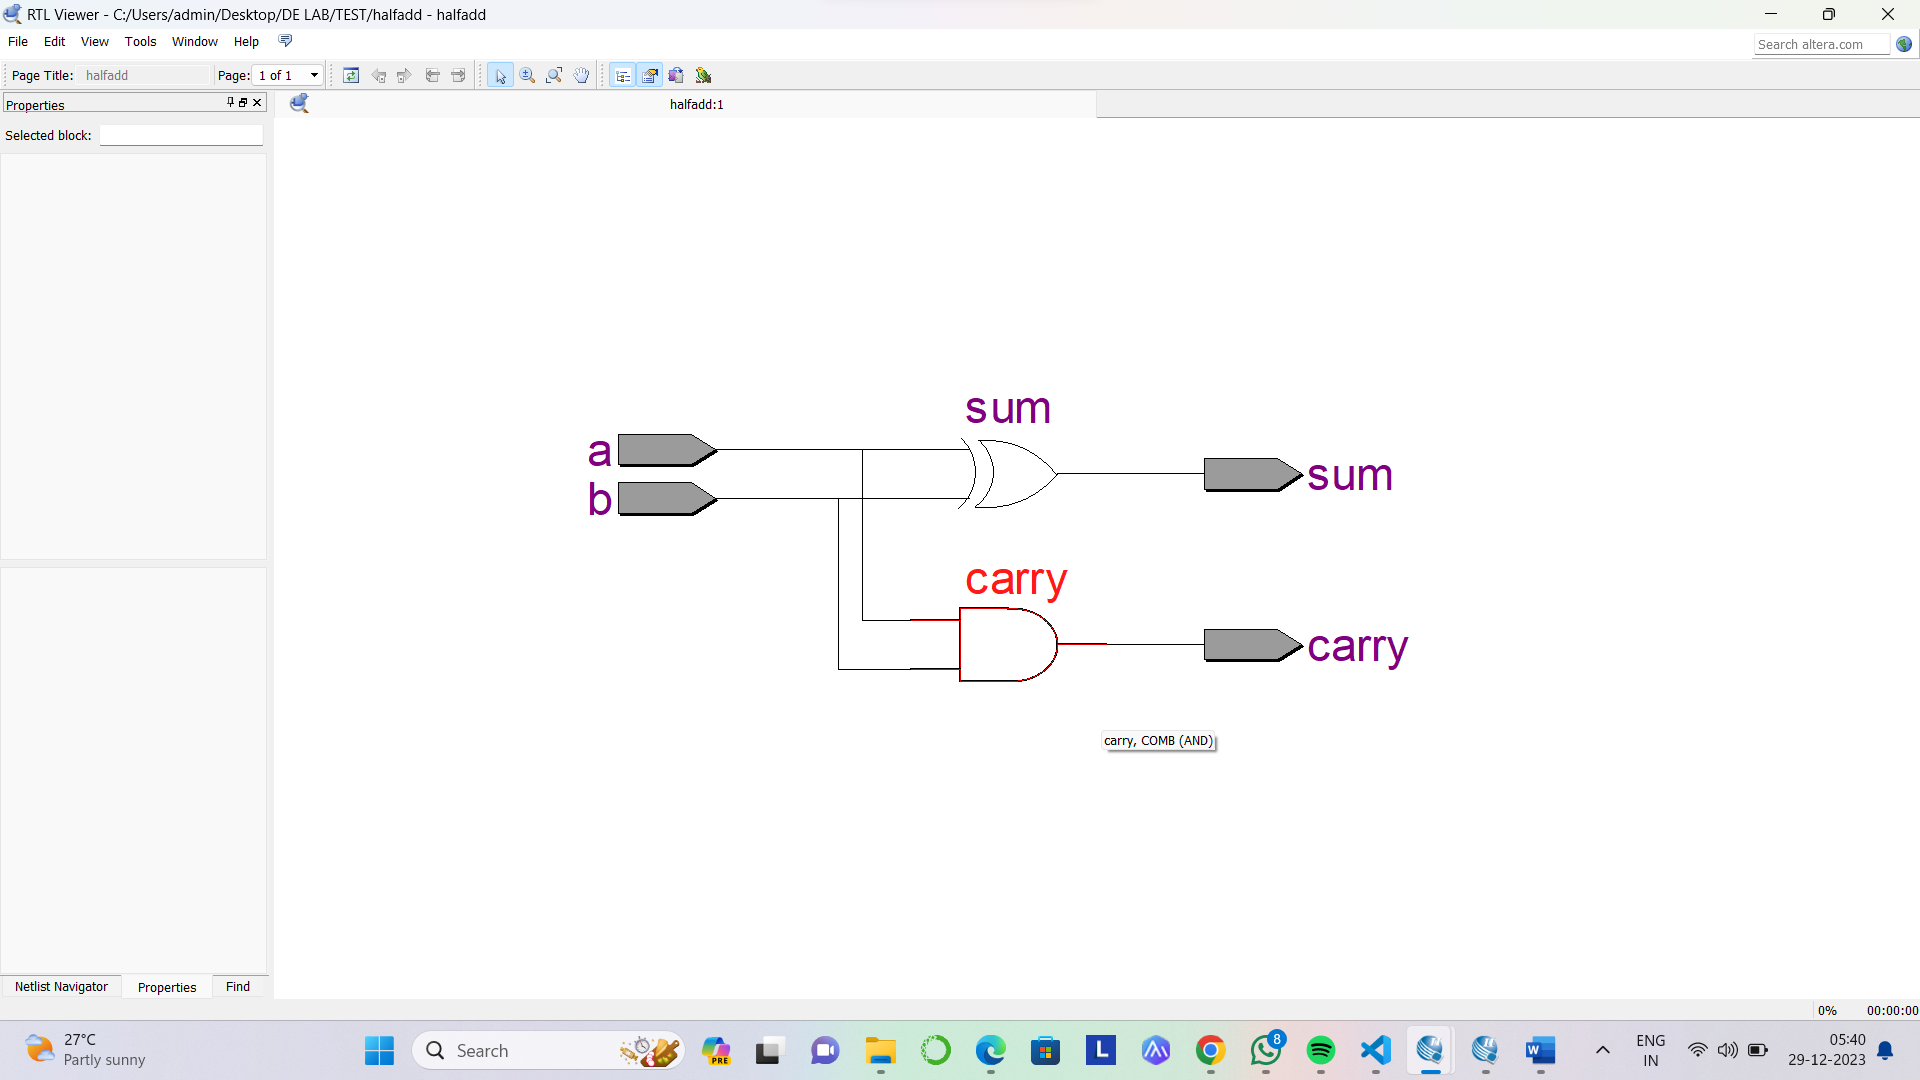 RTL Viewer - C:/Users/admin/Desktop/DE LAB/TEST/halfadd - halfadd
File Edit View Tools Window Help
Search altera.com
Page Title: halfadd Page: 1 of 1
Properties
halfadd:1
Selected block:
sum
a
sum
b
carry
carry
carry, COMB (AND)
Netlist Navigator Properties Find
0% 00:00:00
27°C
Partly sunny
Search
PRE
L
8
W
ENG
IN
05:40
29-12-2023